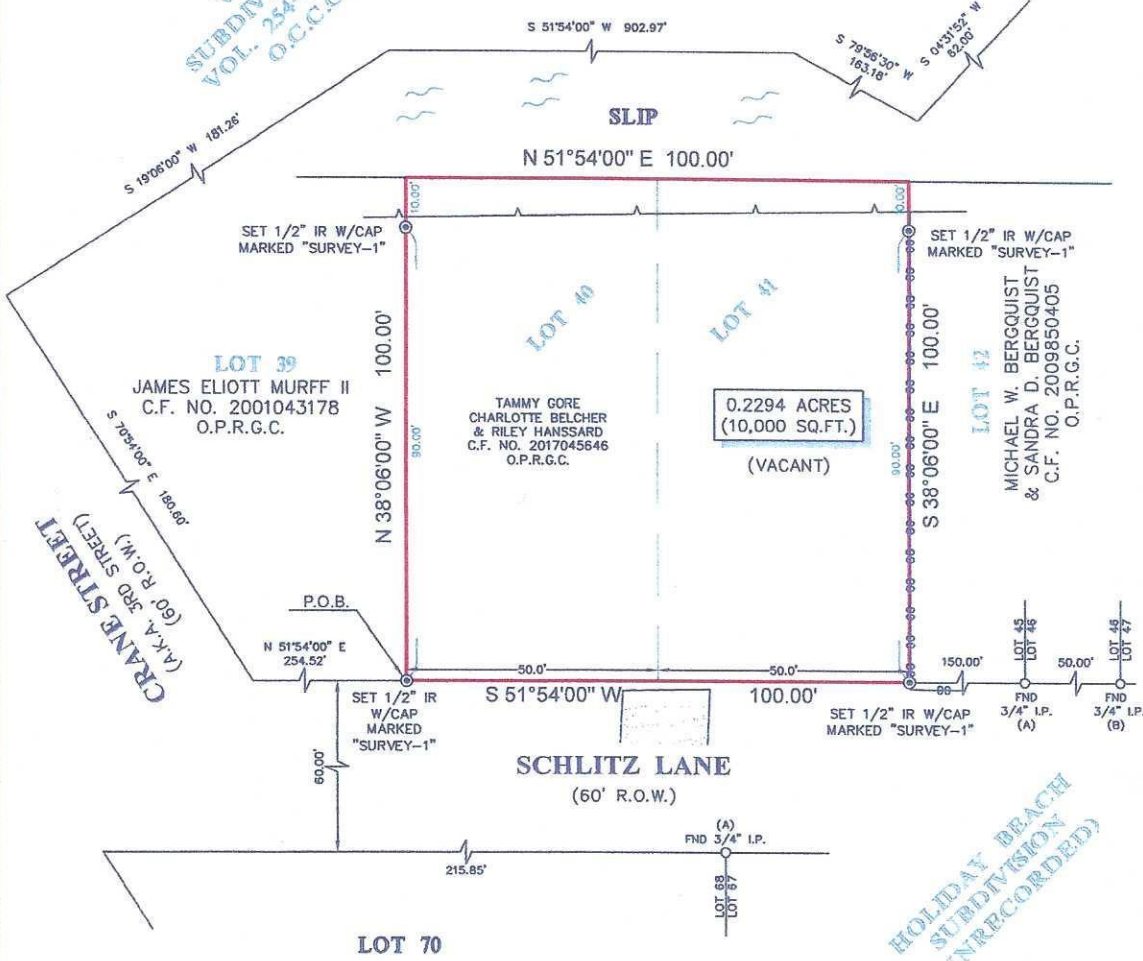 SUBDIV
VOL. 254
O.C.C.
S 51°54'00" W 902.97'
S 79°56'30" W
163.18'
S 04°31'52" W
62.00'
S 19°06'00" W 181.26'
SLIP
N 51°54'00" E 100.00'
10.00'
SET 1/2" IR W/CAP
MARKED "SURVEY-1"
SET 1/2" IR W/CAP
MARKED "SURVEY-1"
LOT 40
LOT 41
LOT 39
JAMES ELIOTT MURFF II
C.F. NO. 2001043178
O.P.R.G.C.
N 38°06'00" W 100.00'
90.00'
TAMMY GORE
CHARLOTTE BELCHER
& RILEY HANSSARD
C.F. NO. 2017045646
O.P.R.G.C.
0.2294 ACRES
(10,000 SQ.FT.)
(VACANT)
90.00'
S 38°06'00" E 100.00'
LOT 42
MICHAEL W. BERGQUIST
& SANDRA D. BERGQUIST
C.F. NO. 2009850405
O.P.R.G.C.
S 70°54'00" E 180.60'
CRANE STREET
(A.K.A. 3RD STREET)
(60' R.O.W.)
P.O.B.
N 51°54'00" E
254.52'
50.0'
50.0'
S 51°54'00" W 100.00'
SET 1/2" IR
W/CAP
MARKED
"SURVEY-1"
SET 1/2" IR W/CAP
MARKED "SURVEY-1"
150.00'
LOT 45
LOT 46
50.00'
LOT 46
LOT 47
FND
3/4" I.P.
(A)
FND
3/4" I.P.
(B)
60.00'
SCHLITZ LANE
(60' R.O.W.)
(A)
FND 3/4" I.P.
215.85'
LOT 68
LOT 67
LOT 70
HOLIDAY BEACH
SUBDIVISION
UNRECORDED)